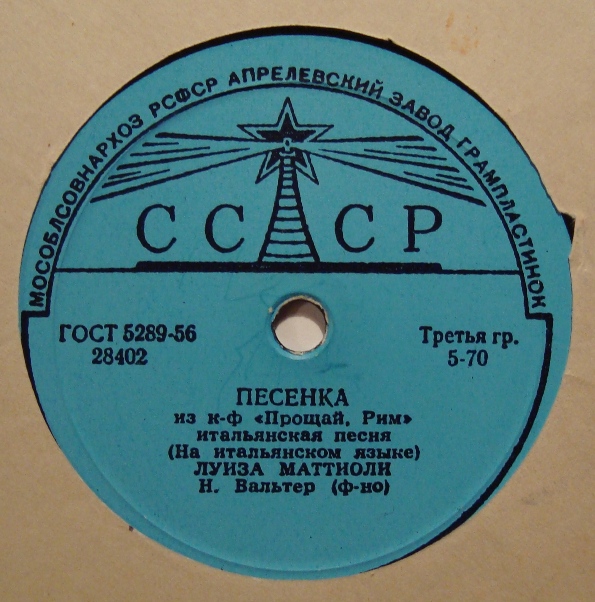 МОСОБЛСОВНАРХОЗ РСФСР АПРЕЛЕВСКИЙ ЗАВОД ГРАМПЛАСТИНОК
СССР
ГОСТ 5289-56
28402
Третья гр.
5-70
ПЕСЕНКА
из к-ф «Прощай, Рим»
итальянская песня
(На итальянском языке)
ЛУИЗА МАТТИОЛИ
Н. Вальтер (ф-но)